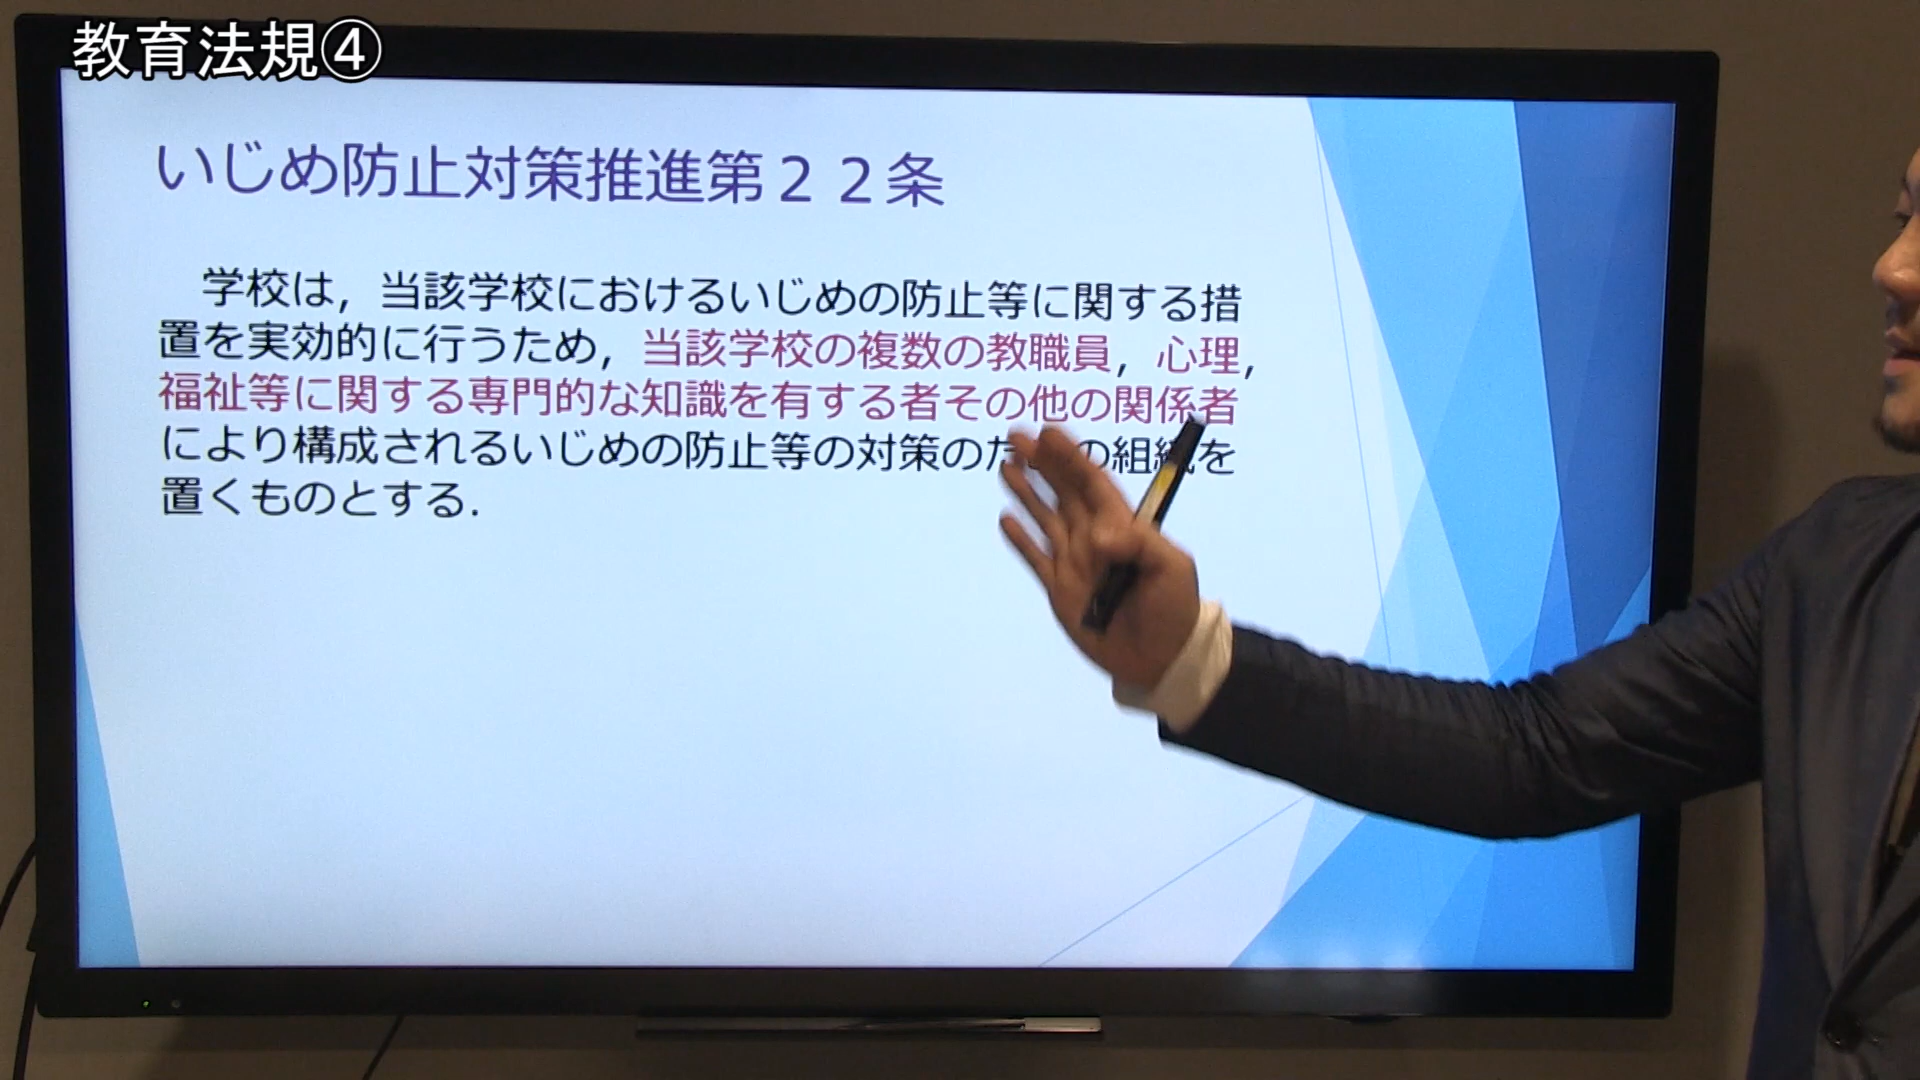 教育法規④
いじめ防止対策推進第２２条
学校は，当該学校におけるいじめの防止等に関する措
置を実効的に行うため，当該学校の複数の教職員，心理，
福祉等に関する専門的な知識を有する者その他の関係者
により構成されるいじめの防止等の対策のための組織を
置くものとする．